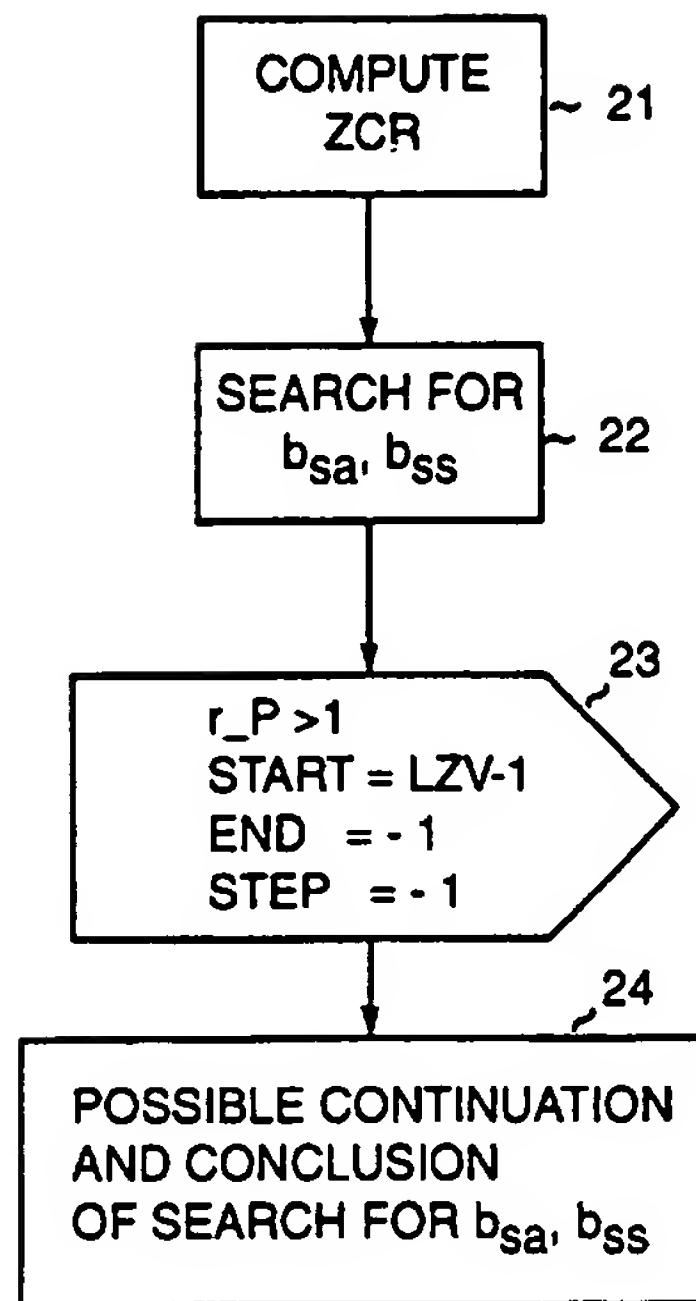 COMPUTE
ZCR
~ 21
SEARCH FOR
b_sa, b_ss
~ 22
23
r_P >1
START = LZV-1
END = - 1
STEP = - 1
24
POSSIBLE CONTINUATION
AND CONCLUSION
OF SEARCH FOR b_sa, b_ss